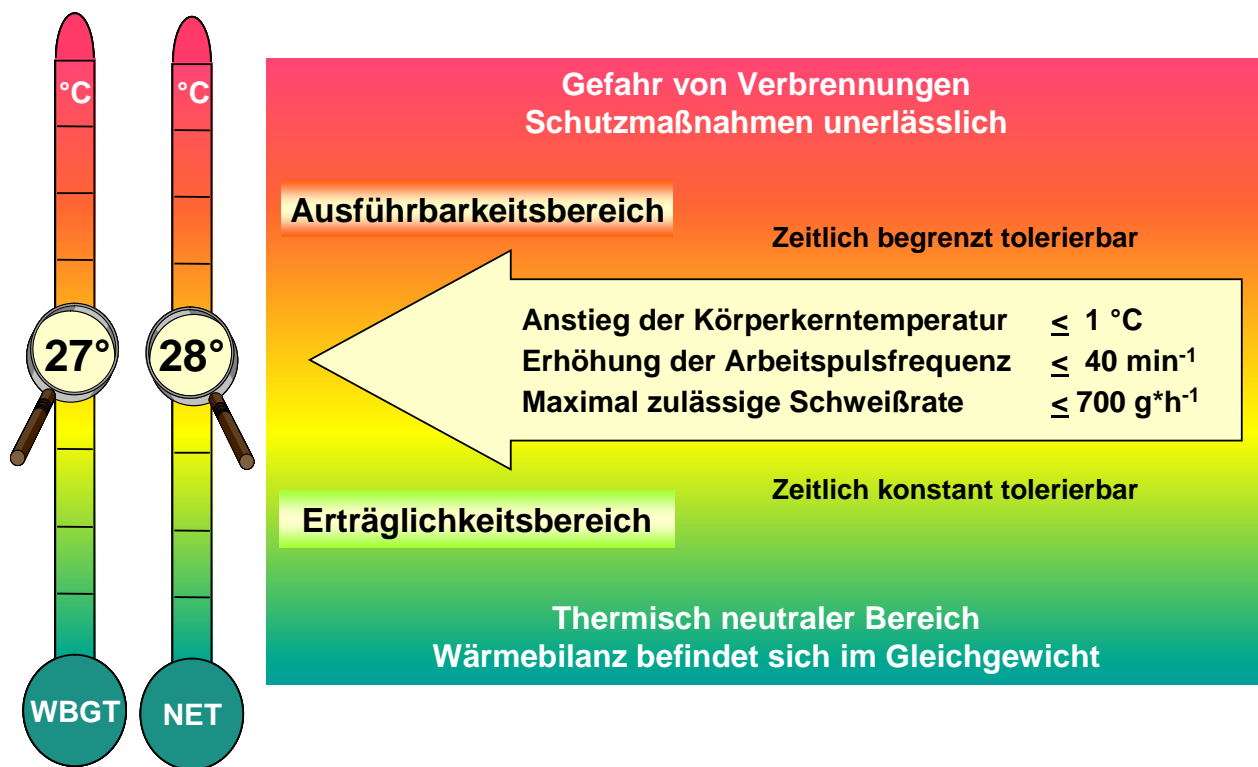 °C
°C
27°
28°
WBGT
NET
Gefahr von Verbrennungen
Schutzmaßnahmen unerlässlich
Ausführbarkeitsbereich
Zeitlich begrenzt tolerierbar
Anstieg der Körperkerntemperatur ≤ 1 °C
Erhöhung der Arbeitspulsfrequenz ≤ 40 min⁻¹
Maximal zulässige Schweißrate ≤ 700 g*h⁻¹
Zeitlich konstant tolerierbar
Erträglichkeitsbereich
Thermisch neutraler Bereich
Wärmebilanz befindet sich im Gleichgewicht